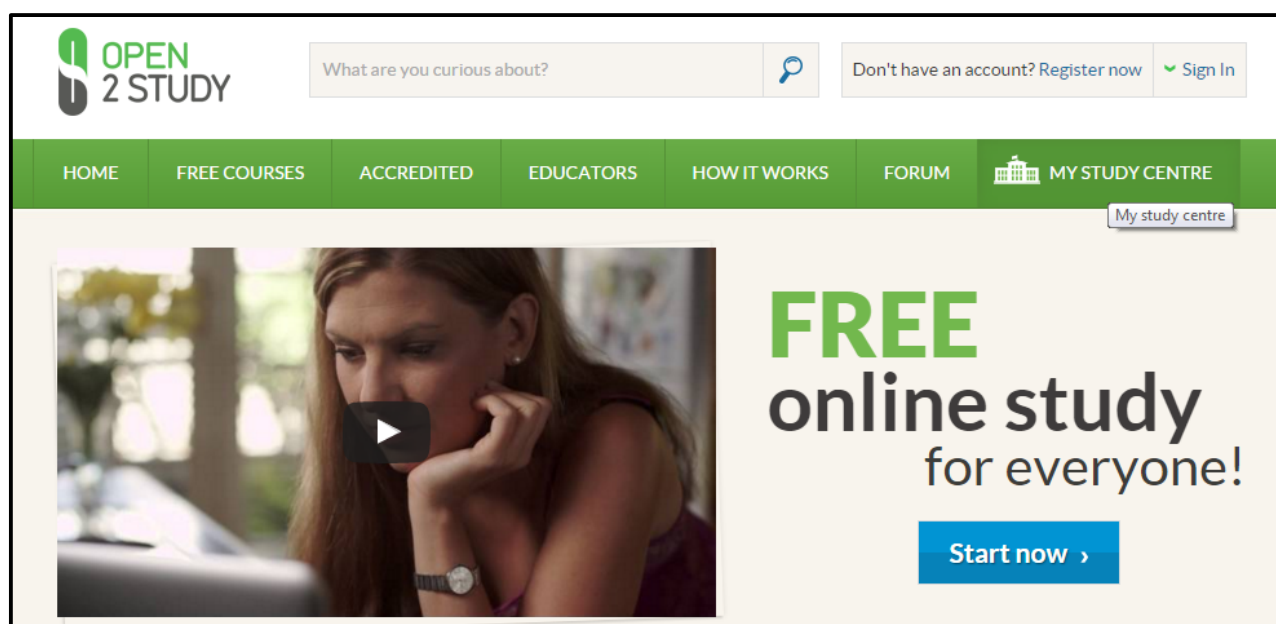 OPEN
2 STUDY
What are you curious about?
Don't have an account? Register now
Sign In
HOME
FREE COURSES
ACCREDITED
EDUCATORS
HOW IT WORKS
FORUM
MY STUDY CENTRE
My study centre
FREE
online study
for everyone!
Start now ›